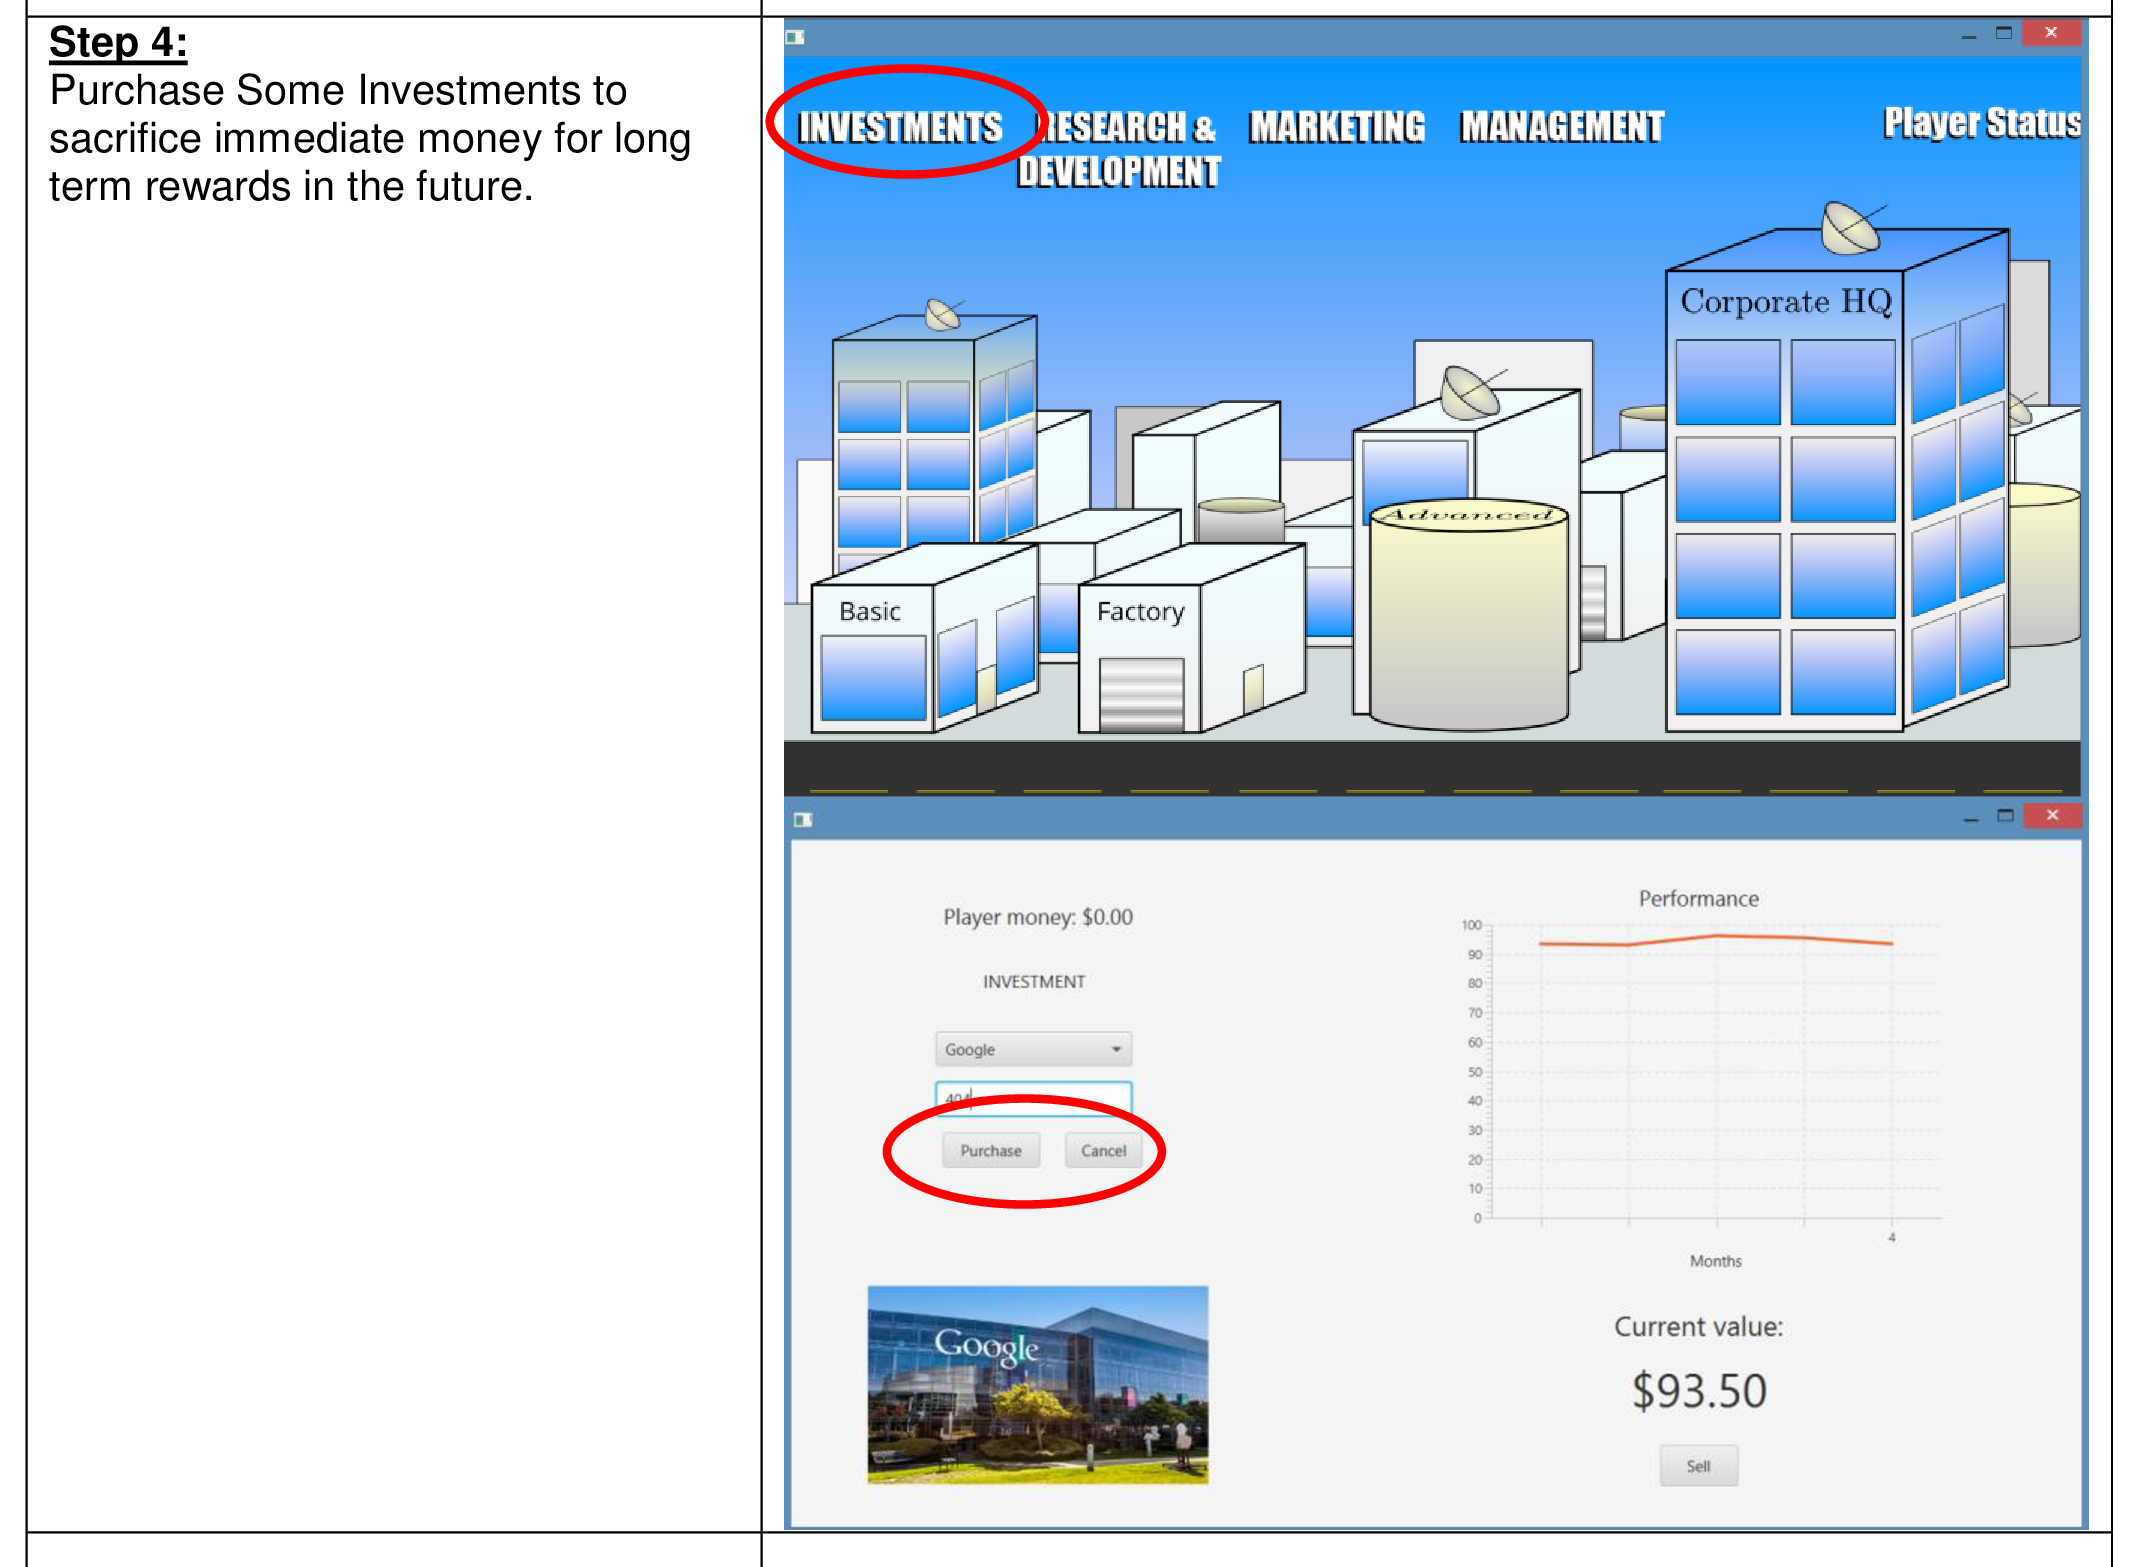 Step 4:
Purchase Some Investments to
sacrifice immediate money for long
term rewards in the future.
INVESTMENTS
RESEARCH &
DEVELOPMENT
MARKETING
MANAGEMENT
Player Status
Corporate HQ
Advanced
Basic
Factory
Player money: $0.00
INVESTMENT
Google
404
Purchase
Cancel
Google
Performance
100
90
80
70
60
50
40
30
20
10
0
4
Months
Current value:
$93.50
Sell